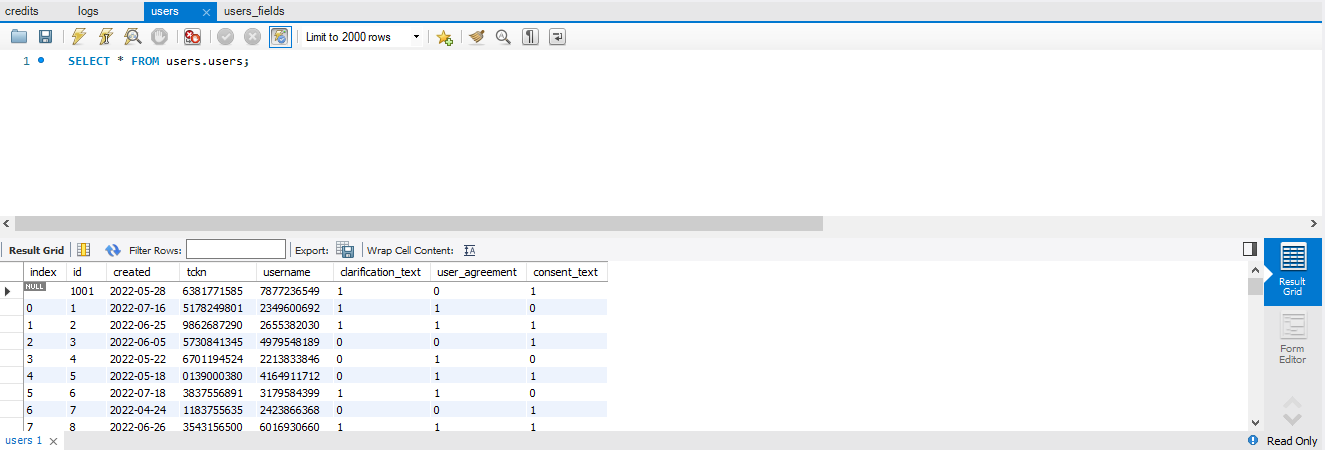 credits logs users users_fields
Limit to 2000 rows
1 SELECT * FROM users.users;
Result Grid Filter Rows: Export: Wrap Cell Content:
index id created tckn username clarification_text user_agreement consent_text
NULL 1001 2022-05-28 6381771585 7877236549 1 0 1
0 1 2022-07-16 5178249801 2349600692 1 1 0
1 2 2022-06-25 9862687290 2655382030 1 1 1
2 3 2022-06-05 5730841345 4979548189 0 0 1
3 4 2022-05-22 6701194524 2213833846 0 1 0
4 5 2022-05-18 0139000380 4164911712 0 1 1
5 6 2022-07-18 3837556891 3179584399 1 1 0
6 7 2022-04-24 1183755635 2423866368 0 0 1
7 8 2022-06-26 3543156500 6016930660 1 1 1
Result
Grid
Form
Editor
users 1 Read Only